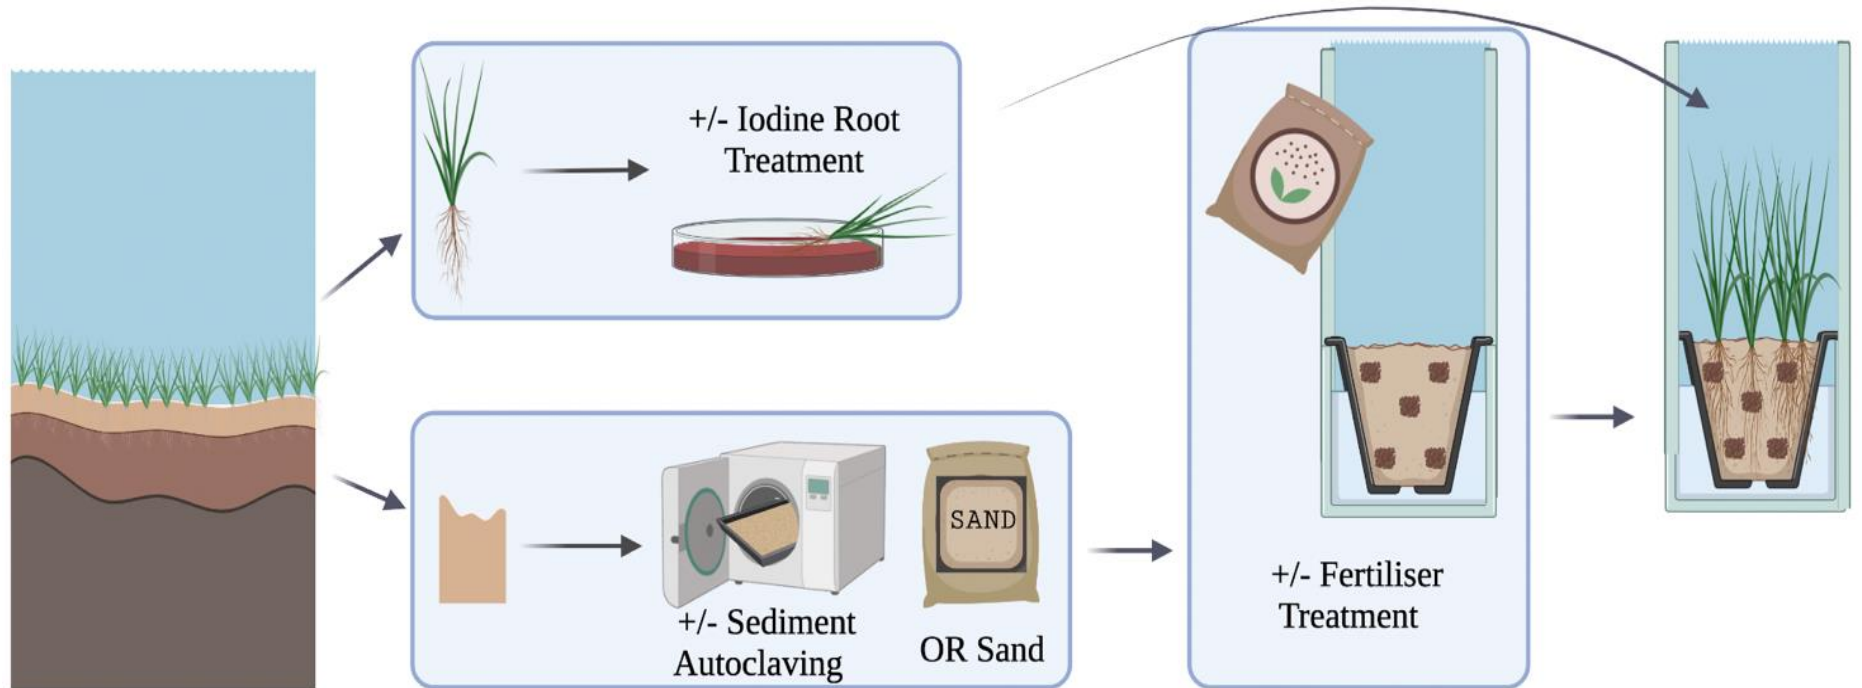 +/- Iodine Root
Treatment
+/- Sediment
Autoclaving
SAND
OR Sand
+/- Fertiliser
Treatment